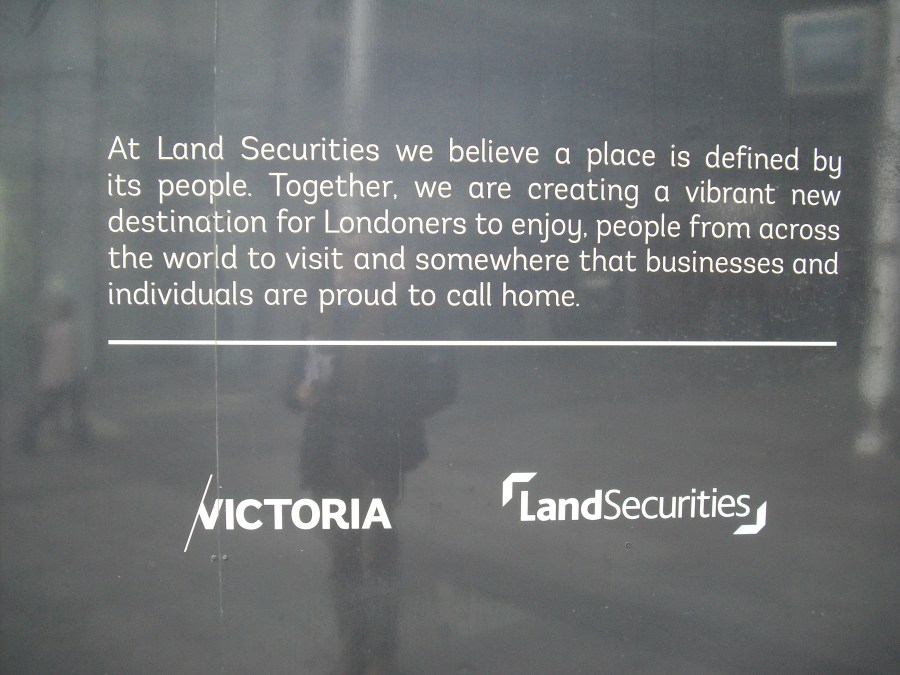 At Land Securities we believe a place is defined by
its people. Together, we are creating a vibrant new
destination for Londoners to enjoy, people from across
the world to visit and somewhere that businesses and
individuals are proud to call home.
VICTORIA
LandSecurities